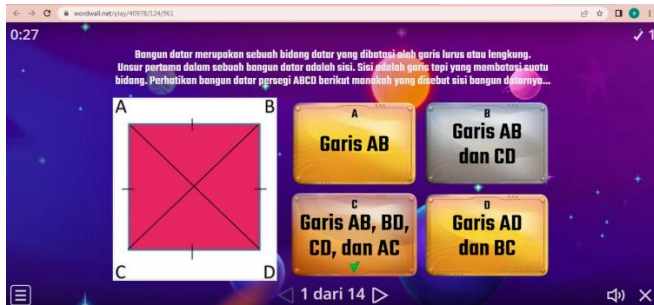 wordwall.net/play/40978/124/961
0:27
✓ 1
Bangun datar merupakan sebuah bidang datar yang dibatasi oleh garis lurus atau lengkung.
Unsur pertama dalam sebuah bangun datar adalah sisi. Sisi adalah garis tepi yang membatasi suatu
bidang. Perhatikan bangun datar persegi ABCD berikut manakah yang disebut sisi bangun datarnya...
A B
C D
A
Garis AB
B
Garis AB
dan CD
C
Garis AB, BD,
CD, dan AC
D
Garis AD
dan BC
1 dari 14